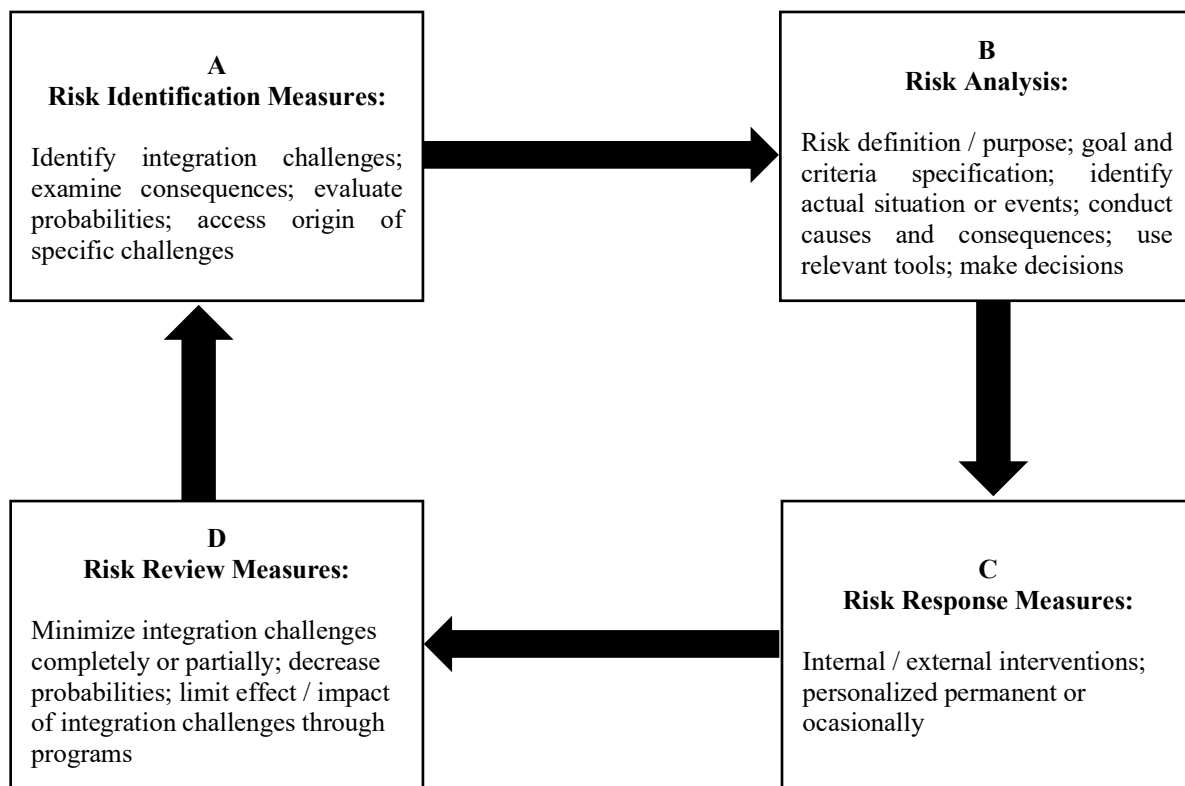 A
Risk Identification Measures:
Identify integration challenges;
examine consequences; evaluate
probabilities; access origin of
specific challenges
B
Risk Analysis:
Risk definition / purpose; goal and
criteria specification; identify
actual situation or events; conduct
causes and consequences; use
relevant tools; make decisions
D
Risk Review Measures:
Minimize integration challenges
completely or partially; decrease
probabilities; limit effect / impact
of integration challenges through
programs
C
Risk Response Measures:
Internal / external interventions;
personalized permanent or
ocasionally